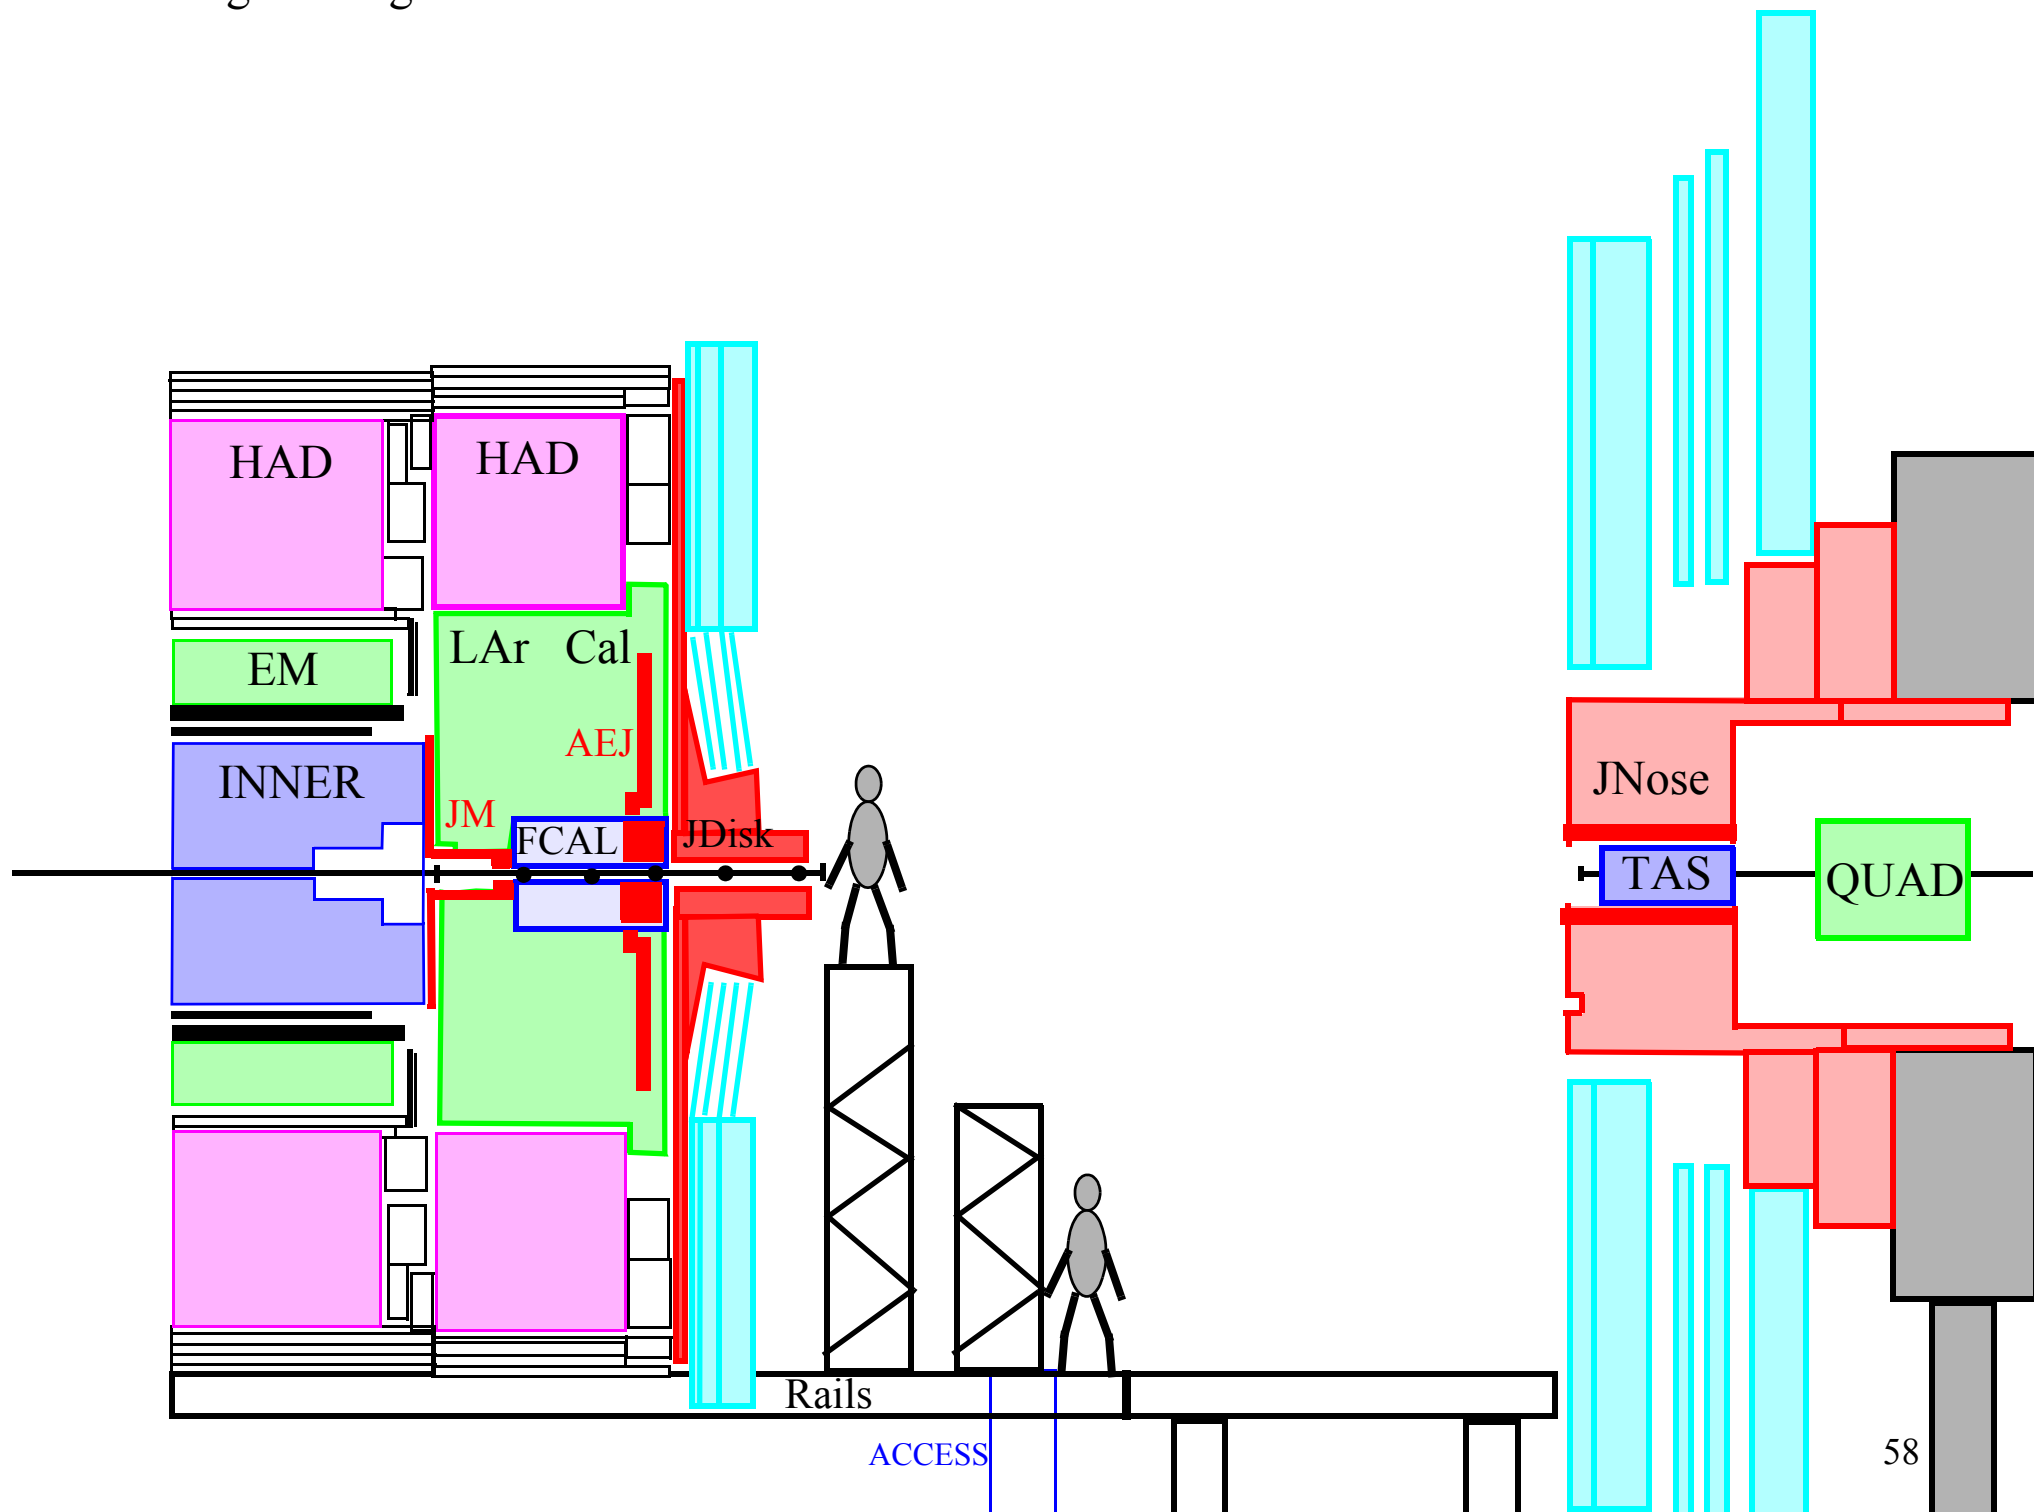 HAD
HAD
LAr Cal
EM
AEJ
INNER
JM
FCAL
JDisk
JNose
TAS
QUAD
Rails
ACCESS
58